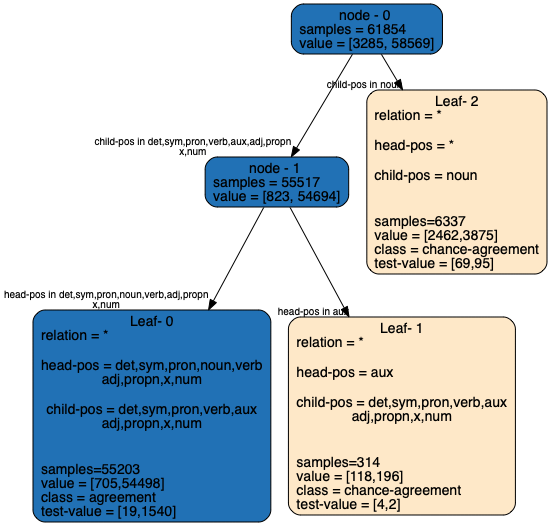 node - 0
samples = 61854
value = [3285, 58569]
child-pos in noun
child-pos in det,sym,pron,verb,aux,adj,propn
x,num
Leaf- 2
relation = *
head-pos = *
child-pos = noun
samples=6337
value = [2462,3875]
class = chance-agreement
test-value = [69,95]
node - 1
samples = 55517
value = [823, 54694]
head-pos in det,sym,pron,noun,verb,adj,propn
x,num
head-pos in aux
Leaf- 0
relation = *
head-pos = det,sym,pron,noun,verb
adj,propn,x,num
child-pos = det,sym,pron,verb,aux
adj,propn,x,num
samples=55203
value = [705,54498]
class = agreement
test-value = [19,1540]
Leaf- 1
relation = *
head-pos = aux
child-pos = det,sym,pron,verb,aux
adj,propn,x,num
samples=314
value = [118,196]
class = chance-agreement
test-value = [4,2]